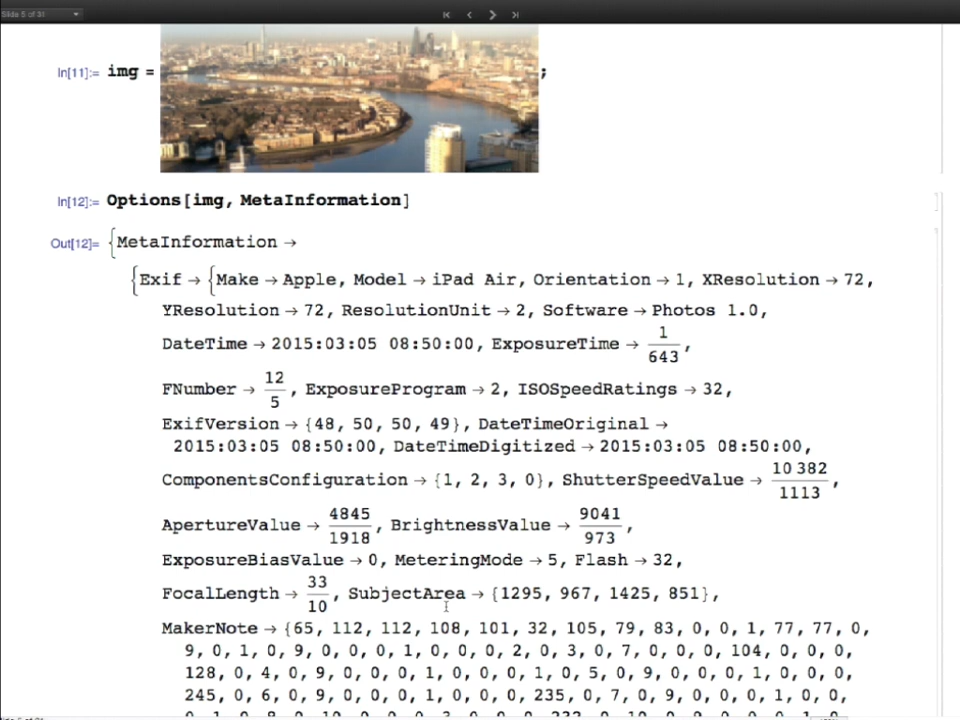 Slide 5 of 31
In[11]:= img = ;
In[12]:= Options[img, MetaInformation]
Out[12]= {MetaInformation →
{Exif → {Make → Apple, Model → iPad Air, Orientation → 1, XResolution → 72,
YResolution → 72, ResolutionUnit → 2, Software → Photos 1.0,
DateTime → 2015:03:05 08:50:00, ExposureTime → 1/643,
FNumber → 12/5, ExposureProgram → 2, ISOSpeedRatings → 32,
ExifVersion → {48, 50, 50, 49}, DateTimeOriginal →
2015:03:05 08:50:00, DateTimeDigitized → 2015:03:05 08:50:00,
ComponentsConfiguration → {1, 2, 3, 0}, ShutterSpeedValue → 10 382/1113,
ApertureValue → 4845/1918, BrightnessValue → 9041/973,
ExposureBiasValue → 0, MeteringMode → 5, Flash → 32,
FocalLength → 33/10, SubjectArea → {1295, 967, 1425, 851},
MakerNote → {65, 112, 112, 108, 101, 32, 105, 79, 83, 0, 0, 1, 77, 77, 0,
9, 0, 1, 0, 9, 0, 0, 0, 1, 0, 0, 0, 2, 0, 3, 0, 7, 0, 0, 0, 104, 0, 0, 0,
128, 0, 4, 0, 9, 0, 0, 0, 1, 0, 0, 0, 1, 0, 5, 0, 9, 0, 0, 0, 1, 0, 0, 0,
245, 0, 6, 0, 9, 0, 0, 0, 1, 0, 0, 0, 235, 0, 7, 0, 9, 0, 0, 0, 1, 0, 0,